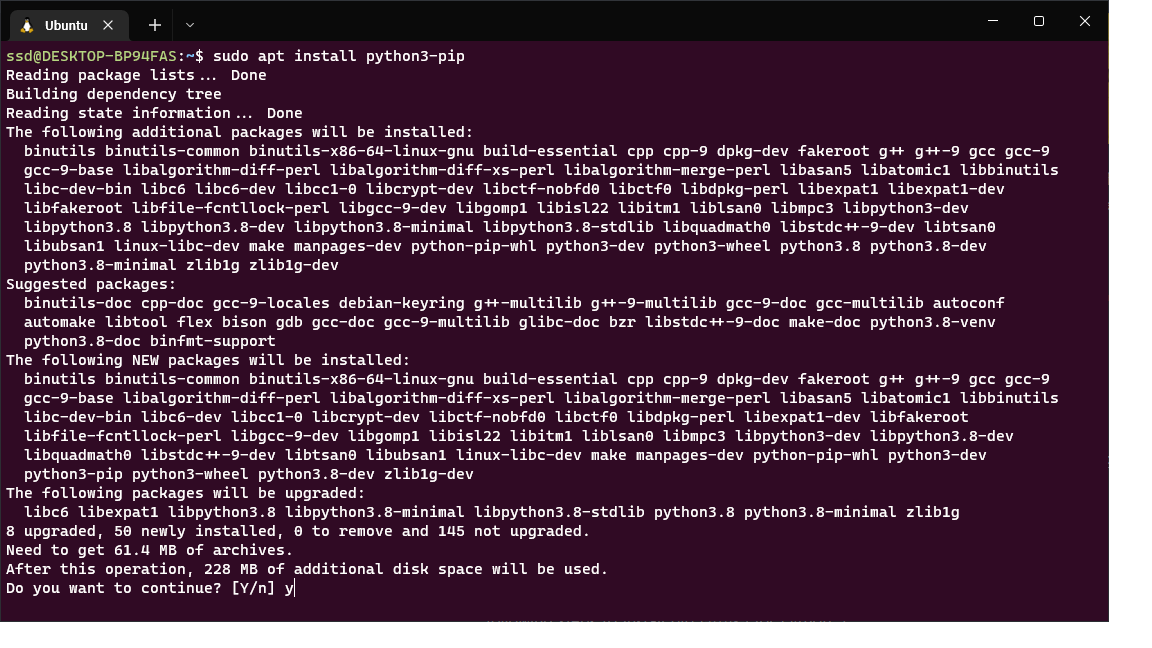 Ubuntu
ssd@DESKTOP-BP94FAS:~$ sudo apt install python3-pip
Reading package lists... Done
Building dependency tree
Reading state information... Done
The following additional packages will be installed:
binutils binutils-common binutils-x86-64-linux-gnu build-essential cpp cpp-9 dpkg-dev fakeroot g++ g++-9 gcc gcc-9
gcc-9-base libalgorithm-diff-perl libalgorithm-diff-xs-perl libalgorithm-merge-perl libasan5 libatomic1 libbinutils
libc-dev-bin libc6 libc6-dev libcc1-0 libcrypt-dev libctf-nobfd0 libctf0 libdpkg-perl libexpat1 libexpat1-dev
libfakeroot libfile-fcntllock-perl libgcc-9-dev libgomp1 libisl22 libitm1 liblsan0 libmpc3 libpython3-dev
libpython3.8 libpython3.8-dev libpython3.8-minimal libpython3.8-stdlib libquadmath0 libstdc++-9-dev libtsan0
libubsan1 linux-libc-dev make manpages-dev python-pip-whl python3-dev python3-wheel python3.8 python3.8-dev
python3.8-minimal zlib1g zlib1g-dev
Suggested packages:
binutils-doc cpp-doc gcc-9-locales debian-keyring g++-multilib g++-9-multilib gcc-9-doc gcc-multilib autoconf
automake libtool flex bison gdb gcc-doc gcc-9-multilib glibc-doc bzr libstdc++-9-doc make-doc python3.8-venv
python3.8-doc binfmt-support
The following NEW packages will be installed:
binutils binutils-common binutils-x86-64-linux-gnu build-essential cpp cpp-9 dpkg-dev fakeroot g++ g++-9 gcc gcc-9
gcc-9-base libalgorithm-diff-perl libalgorithm-diff-xs-perl libalgorithm-merge-perl libasan5 libatomic1 libbinutils
libc-dev-bin libc6-dev libcc1-0 libcrypt-dev libctf-nobfd0 libctf0 libdpkg-perl libexpat1-dev libfakeroot
libfile-fcntllock-perl libgcc-9-dev libgomp1 libisl22 libitm1 liblsan0 libmpc3 libpython3-dev libpython3.8-dev
libquadmath0 libstdc++-9-dev libtsan0 libubsan1 linux-libc-dev make manpages-dev python-pip-whl python3-dev
python3-pip python3-wheel python3.8-dev zlib1g-dev
The following packages will be upgraded:
libc6 libexpat1 libpython3.8 libpython3.8-minimal libpython3.8-stdlib python3.8 python3.8-minimal zlib1g
8 upgraded, 50 newly installed, 0 to remove and 145 not upgraded.
Need to get 61.4 MB of archives.
After this operation, 228 MB of additional disk space will be used.
Do you want to continue? [Y/n] y